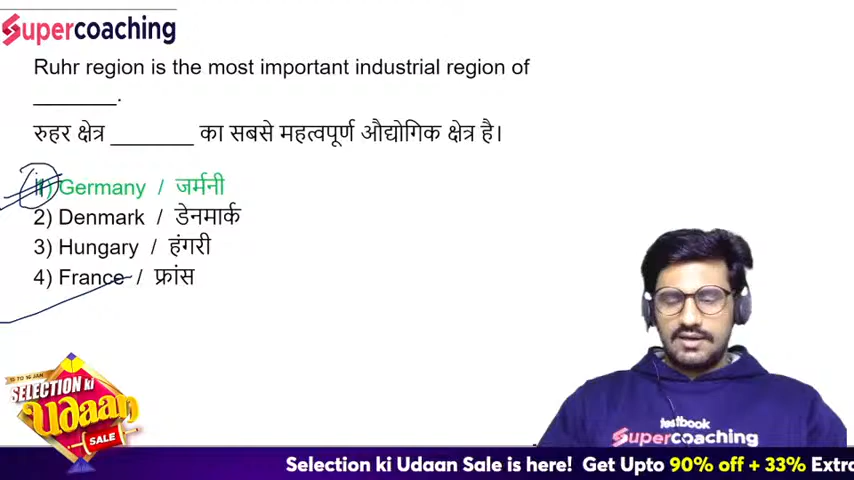 Supercoaching
Ruhr region is the most important industrial region of
_______.
रुहर क्षेत्र _______ का सबसे महत्वपूर्ण औद्योगिक क्षेत्र है।
1) Germany / जर्मनी
2) Denmark / डेनमार्क
3) Hungary / हंगरी
4) France / फ्रांस
SELECTION ki
Udaan
SALE
testbook
Supercoaching
Selection ki Udaan Sale is here! Get Upto 90% off + 33% Extra